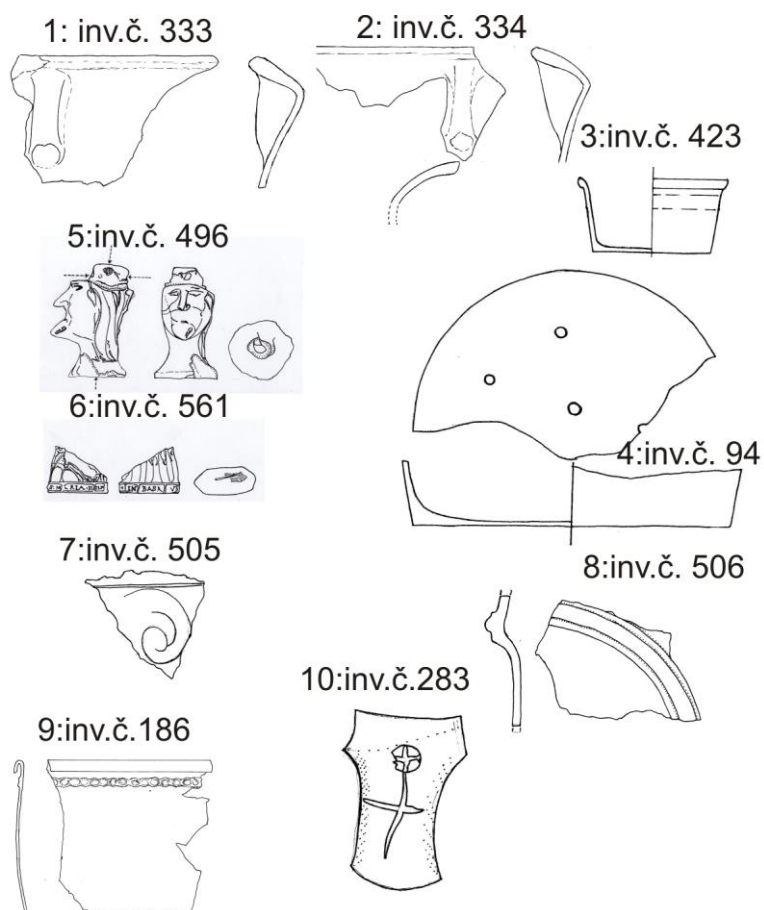 1: inv.č. 333
2: inv.č. 334
3:inv.č. 423
5:inv.č. 496
6:inv.č. 561
4:inv.č. 94
7:inv.č. 505
8:inv.č. 506
10:inv.č.283
9:inv.č.186